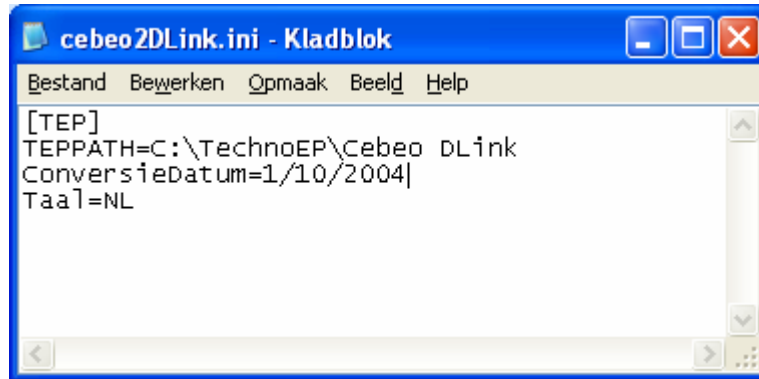 cebeo2DLink.ini - Kladblok
Bestand Bewerken Opmaak Beeld Help
[TEP]
TEPPATH=C:\TechnoEP\Cebeo DLink
ConversieDatum=1/10/2004
Taal=NL